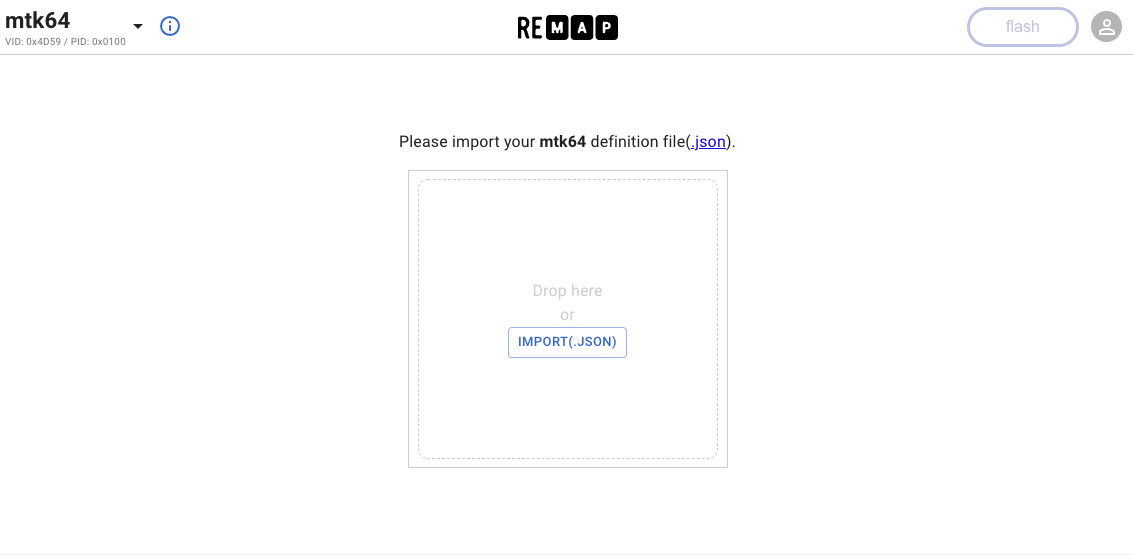 mtk64
VID: 0x4D59 / PID: 0x0100
REMAP
flash
Please import your mtk64 definition file(.json).
Drop here
or
IMPORT(.JSON)